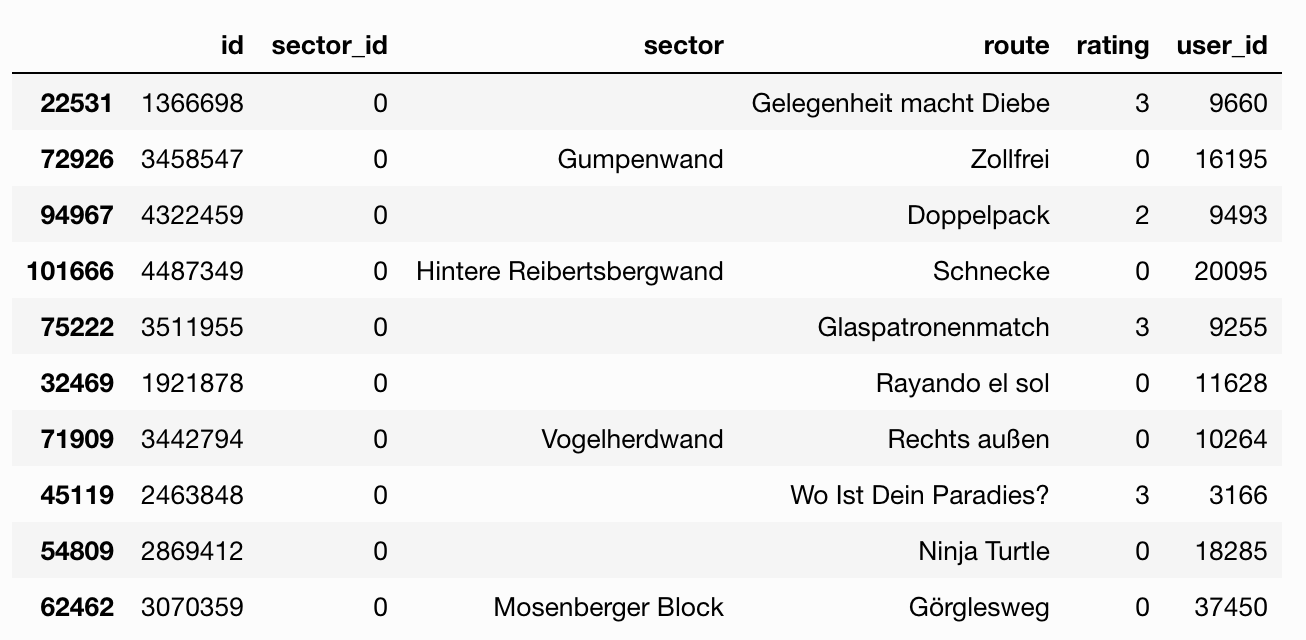 id sector_id sector route rating user_id
22531 1366698 0 Gelegenheit macht Diebe 3 9660
72926 3458547 0 Gumpenwand Zollfrei 0 16195
94967 4322459 0 Doppelpack 2 9493
101666 4487349 0 Hintere Reibertsbergwand Schnecke 0 20095
75222 3511955 0 Glaspatronenmatch 3 9255
32469 1921878 0 Rayando el sol 0 11628
71909 3442794 0 Vogelherdwand Rechts außen 0 10264
45119 2463848 0 Wo Ist Dein Paradies? 3 3166
54809 2869412 0 Ninja Turtle 0 18285
62462 3070359 0 Mosenberger Block Görglesweg 0 37450